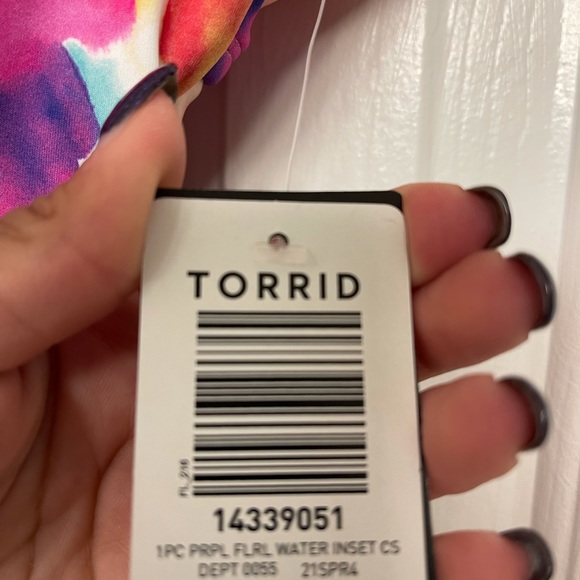 TORRID
FL_216
14339051
1PC PRPL FLRL WATER INSET CS
DEPT 0055 21SPR4